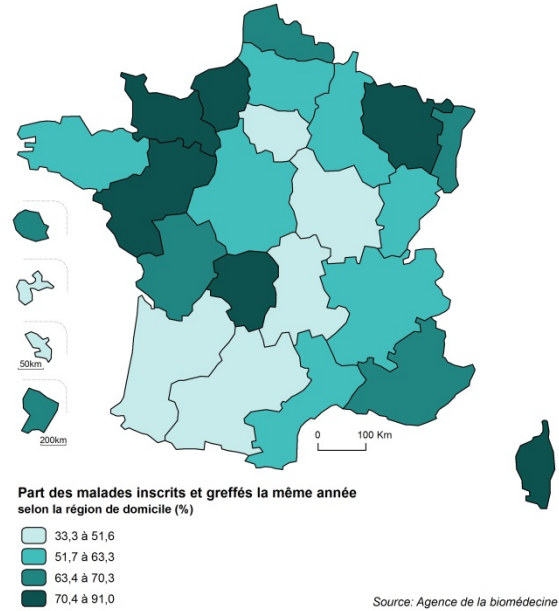 50km
200km
0 100 Km
Part des malades inscrits et greffés la même année
selon la région de domicile (%)
33,3 à 51,6
51,7 à 63,3
63,4 à 70,3
70,4 à 91,0
Source: Agence de la biomédecine